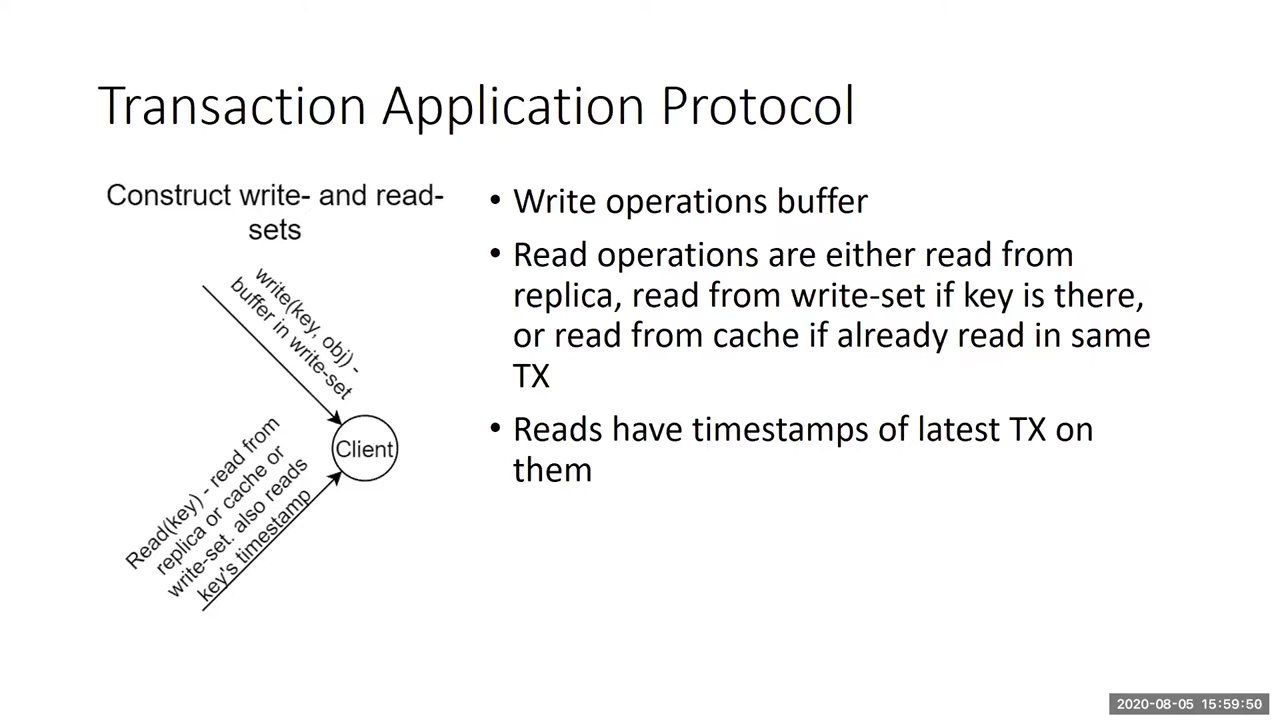 Transaction Application Protocol
Construct write- and read-
sets
write(key, obj) -
buffer in write-set
Client
Read(key) - read from
replica or cache or
write-set. also reads
key's timestamp
• Write operations buffer
• Read operations are either read from
replica, read from write-set if key is there,
or read from cache if already read in same
TX
• Reads have timestamps of latest TX on
them
2020-08-05 15:59:50